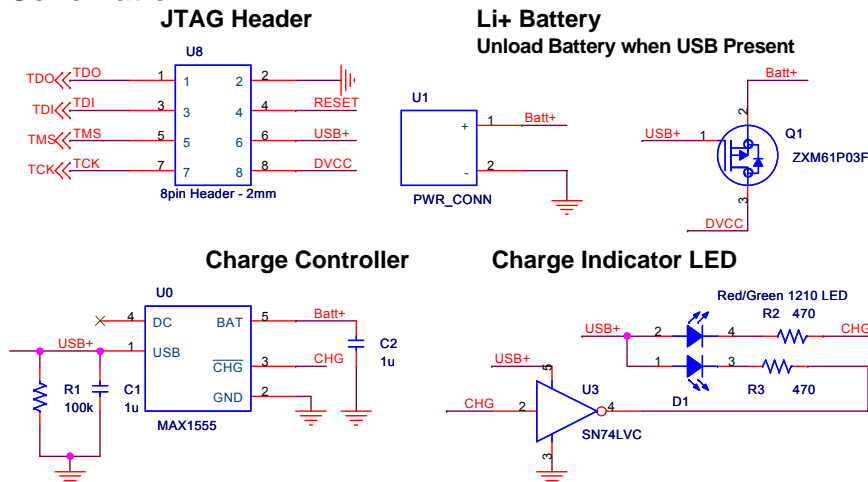 JTAG Header
Li+ Battery
Unload Battery when USB Present
U8
TDO TDO 1 1 2 2
TDI TDI 3 3 4 4 RESET
TMS TMS 5 5 6 6 USB+
TCK TCK 7 7 8 8 DVCC
8pin Header - 2mm
U1
+ 1 Batt+
- 2
PWR_CONN
Batt+
2
USB+ 1 Q1
ZXM61P03F
3
DVCC
Charge Controller
Charge Indicator LED
U0
4 DC BAT 5 Batt+
USB+ 1 USB
CHG 3 CHG
GND 2
MAX1555
R1
100k
C1
1u
C2
1u
Red/Green 1210 LED
R2 470
USB+ 2 4 CHG
1 3
D1 R3 470
USB+ 5
U3
CHG 2 4
SN74LVC
3